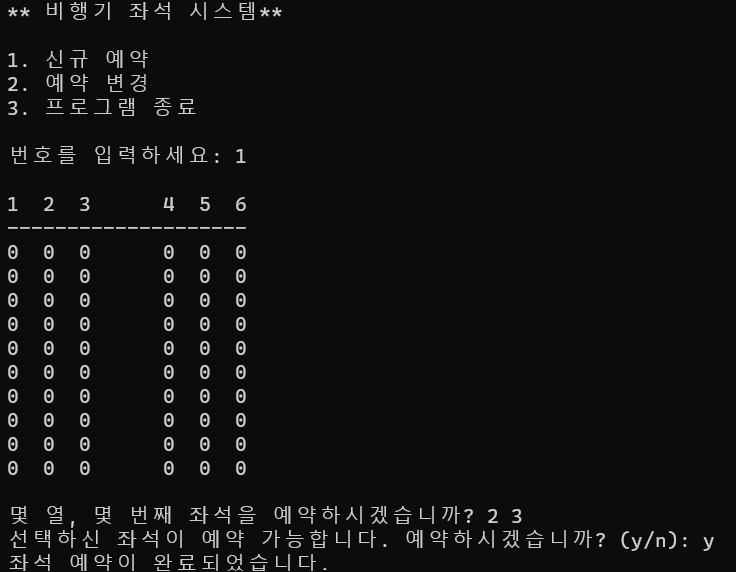 ** 비행기 좌석 시스템**
1. 신규 예약
2. 예약 변경
3. 프로그램 종료
번호를 입력하세요: 1
1 2 3 4 5 6
--------------------
0 0 0 0 0 0
0 0 0 0 0 0
0 0 0 0 0 0
0 0 0 0 0 0
0 0 0 0 0 0
0 0 0 0 0 0
0 0 0 0 0 0
0 0 0 0 0 0
0 0 0 0 0 0
0 0 0 0 0 0
몇 열, 몇 번째 좌석을 예약하시겠습니까? 2 3
선택하신 좌석이 예약 가능합니다. 예약하시겠습니까? (y/n): y
좌석 예약이 완료되었습니다.